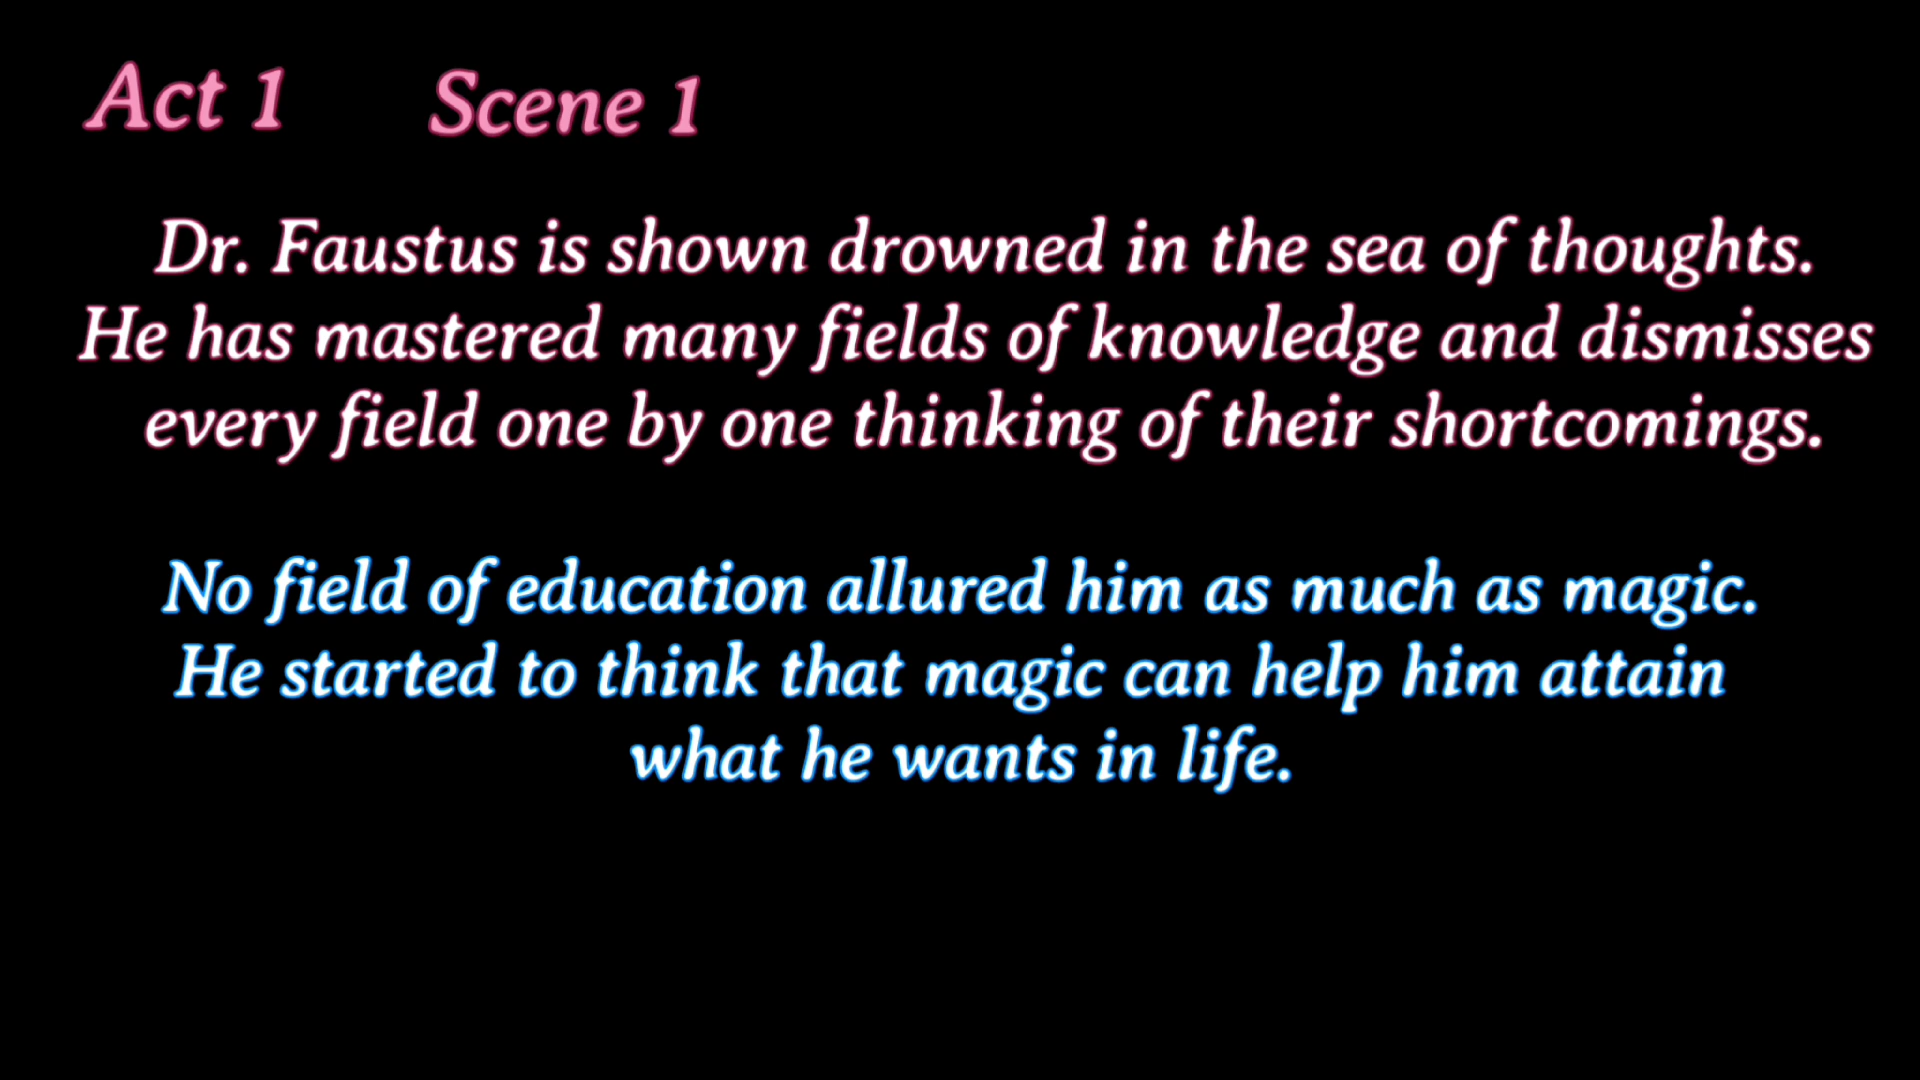 Act 1 Scene 1
Dr. Faustus is shown drowned in the sea of thoughts.
He has mastered many fields of knowledge and dismisses
every field one by one thinking of their shortcomings.
No field of education allured him as much as magic.
He started to think that magic can help him attain
what he wants in life.